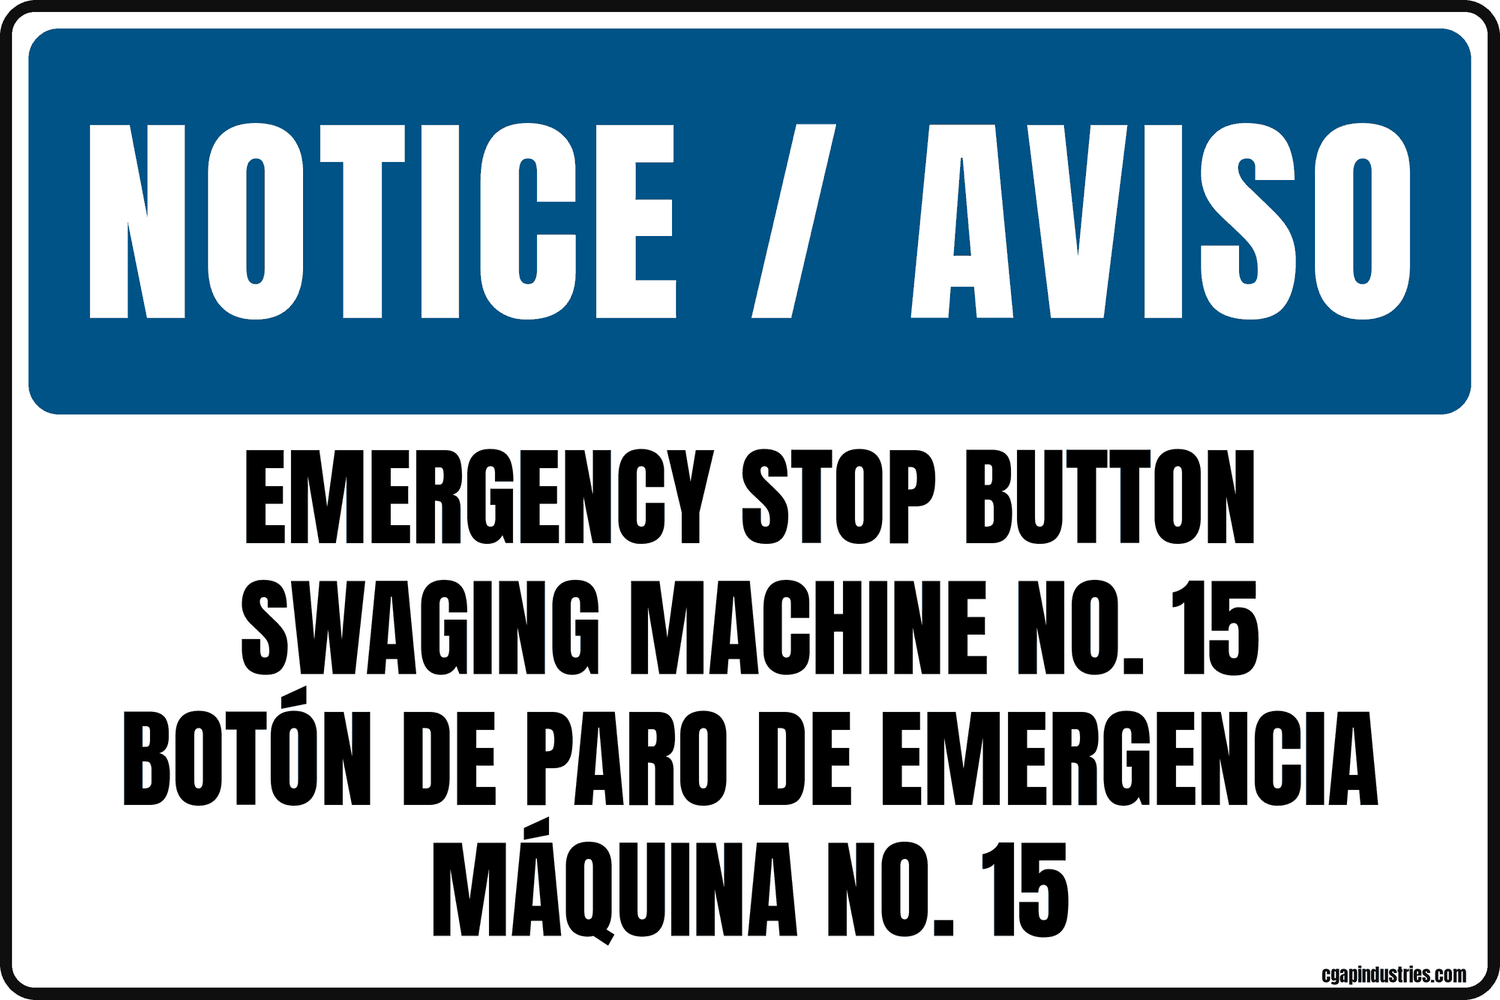 NOTICE / AVISO
EMERGENCY STOP BUTTON
SWAGING MACHINE NO. 15
BOTÓN DE PARO DE EMERGENCIA
MÁQUINA NO. 15
cgapindustries.com